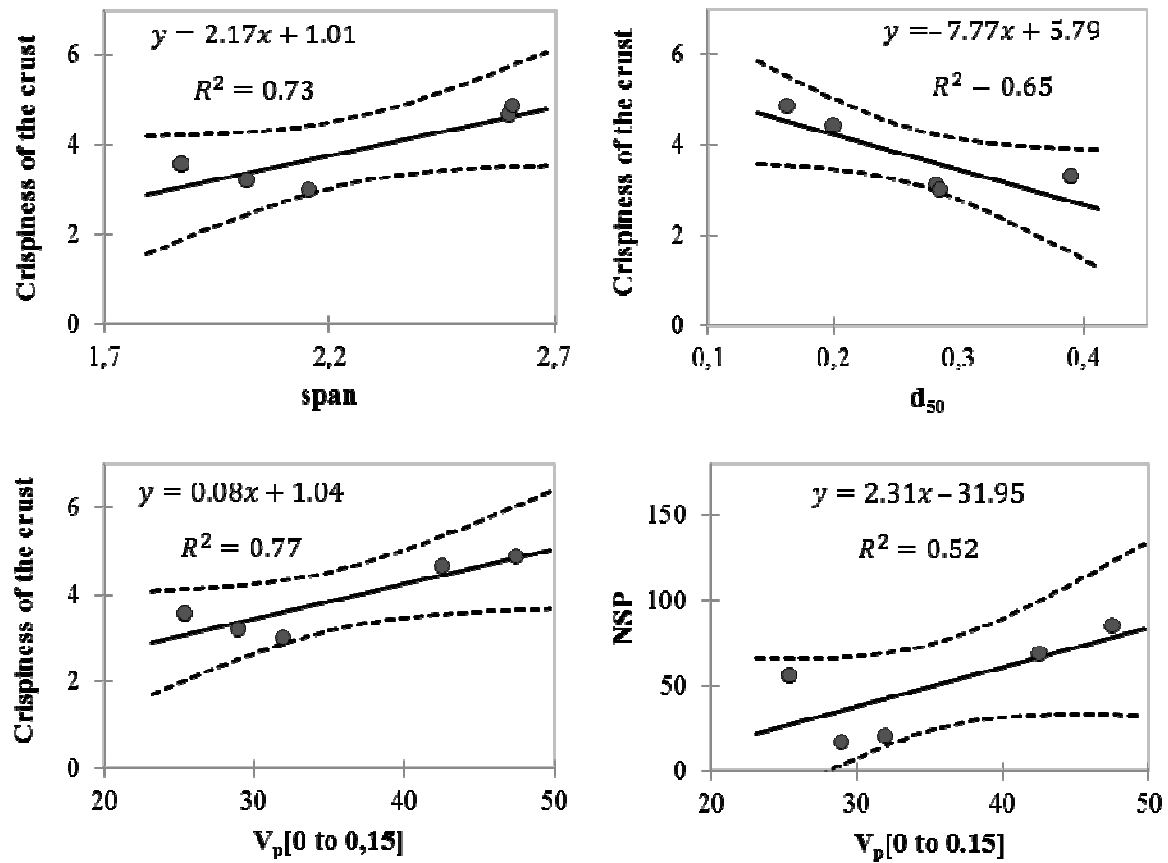 y = 2.17x + 1.01
R² = 0.73
Crispiness of the crust
6
4
2
0
1,7
2,2
2,7
span
y =– 7.77x + 5.79
R² – 0.65
Crispiness of the crust
6
4
2
0
0,1
0,2
0,3
0,4
d₅₀
y = 0.08x + 1.04
R² = 0.77
Crispiness of the crust
6
4
2
0
20
30
40
50
Vₚ[0 to 0,15]
y = 2.31x – 31.95
R² = 0.52
NSP
150
100
50
0
20
30
40
50
Vₚ[0 to 0.15]